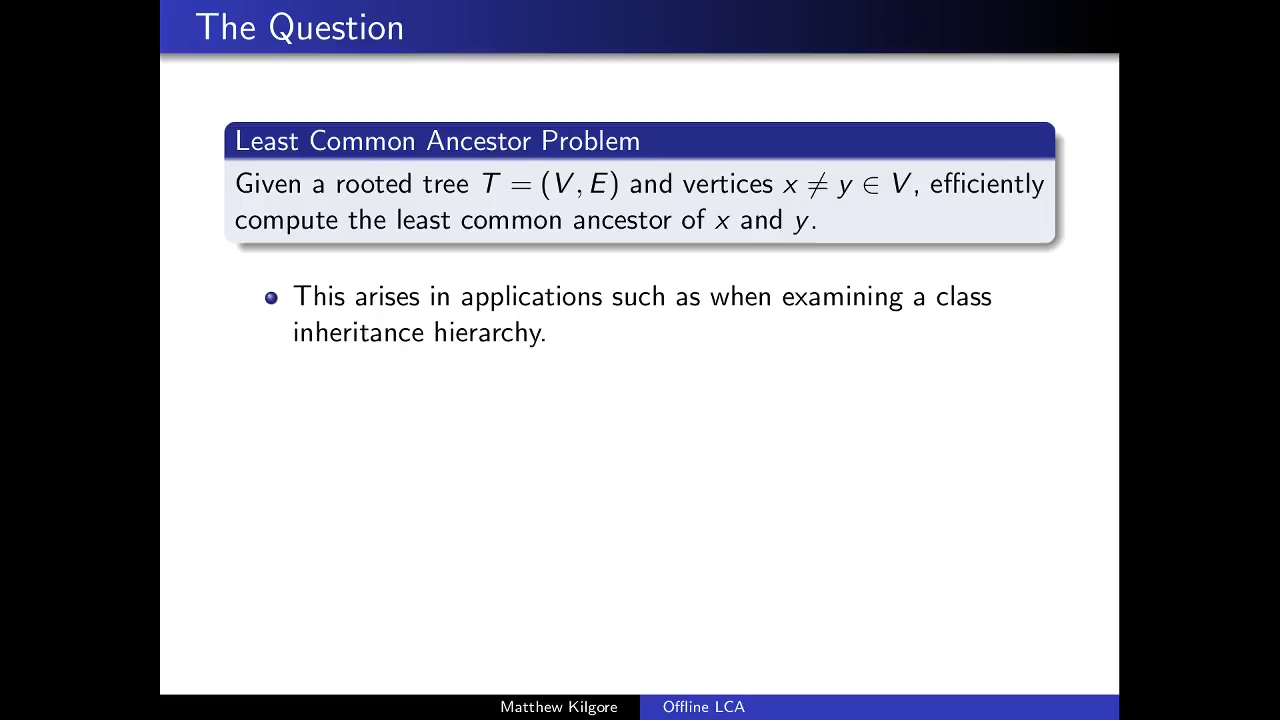 The Question
Least Common Ancestor Problem
Given a rooted tree T = (V, E) and vertices x ≠ y ∈ V, efficiently
compute the least common ancestor of x and y.
This arises in applications such as when examining a class
inheritance hierarchy.
Matthew Kilgore
Offline LCA